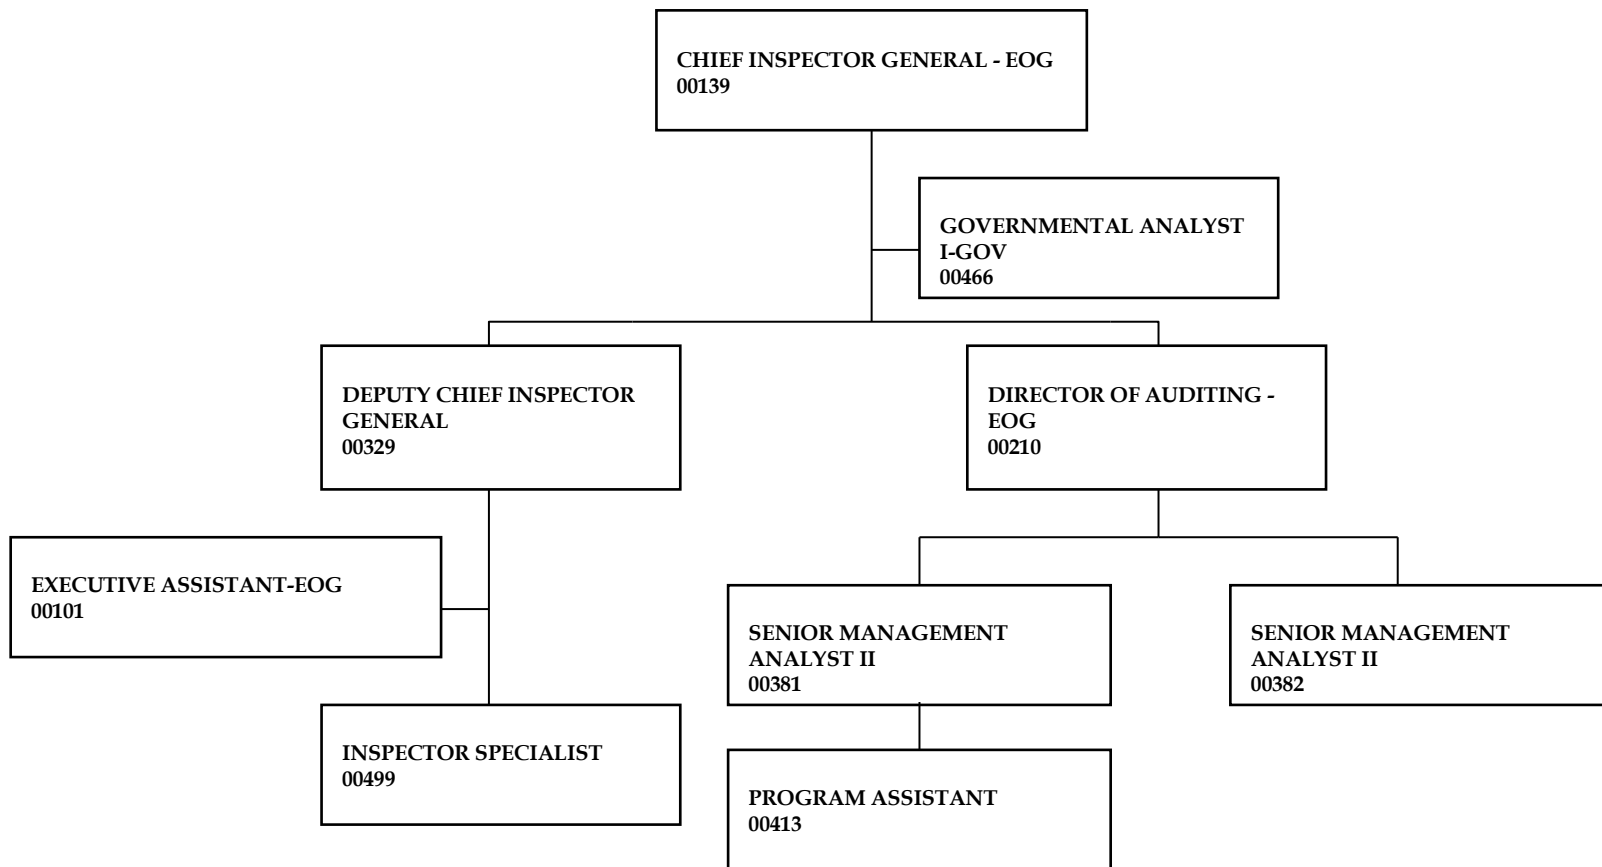 CHIEF INSPECTOR GENERAL - EOG
00139
GOVERNMENTAL ANALYST
I-GOV
00466
DEPUTY CHIEF INSPECTOR
GENERAL
00329
DIRECTOR OF AUDITING -
EOG
00210
EXECUTIVE ASSISTANT-EOG
00101
SENIOR MANAGEMENT
ANALYST II
00381
SENIOR MANAGEMENT
ANALYST II
00382
INSPECTOR SPECIALIST
00499
PROGRAM ASSISTANT
00413